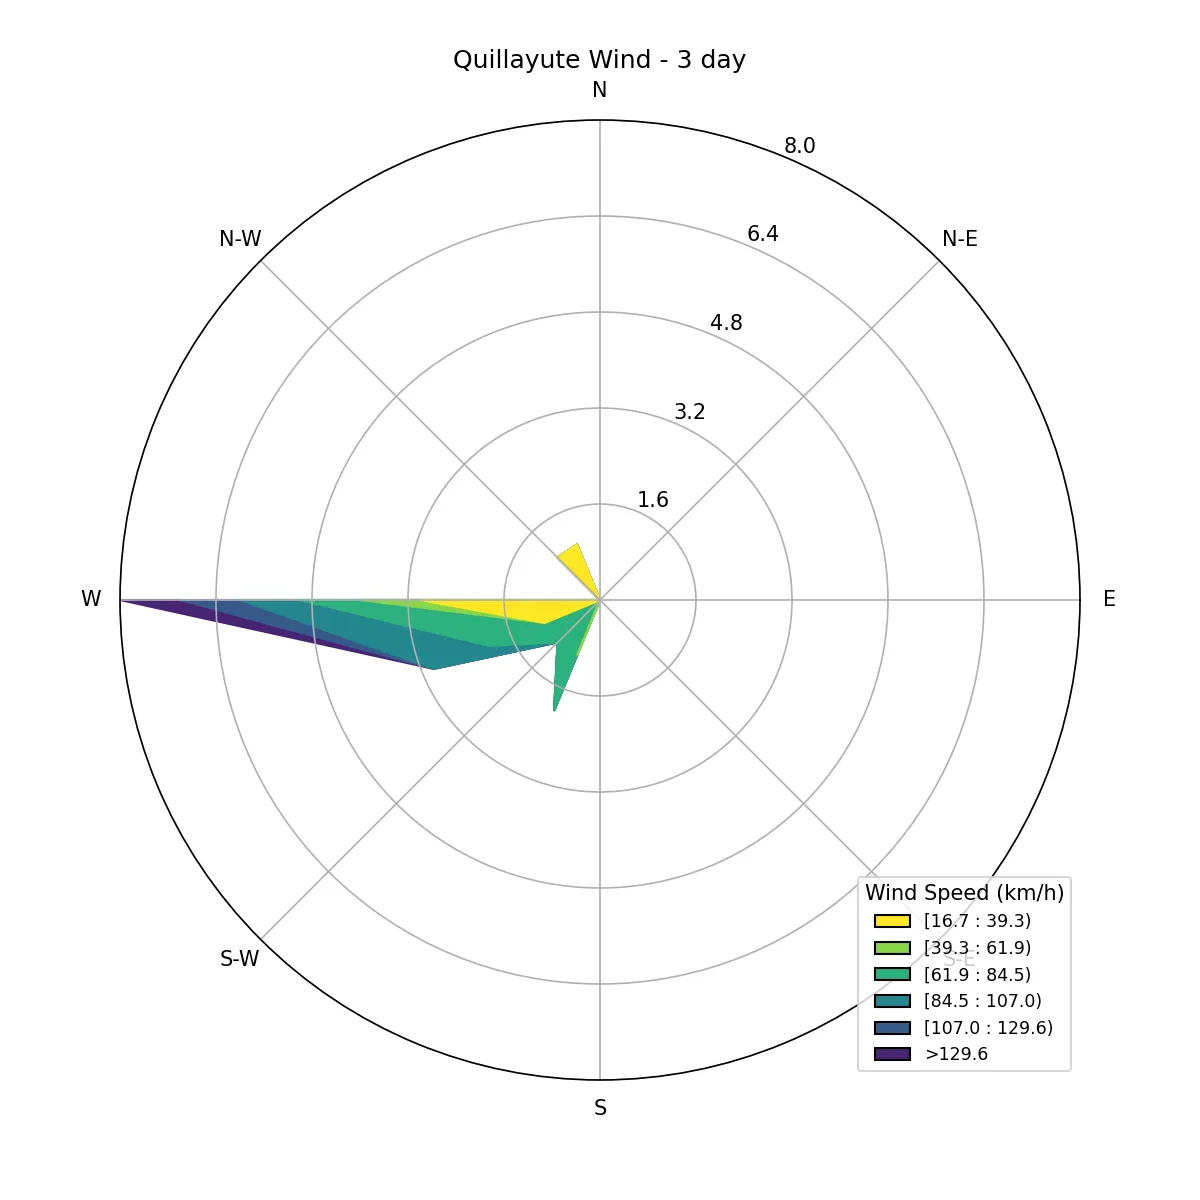 Quillayute Wind - 3 day
N
8.0
N-W
6.4
N-E
4.8
3.2
1.6
W
E
Wind Speed (km/h)
[16.7 : 39.3)
[39.3 : 61.9)
S-W
S-E
[61.9 : 84.5)
[84.5 : 107.0)
[107.0 : 129.6)
>129.6
S